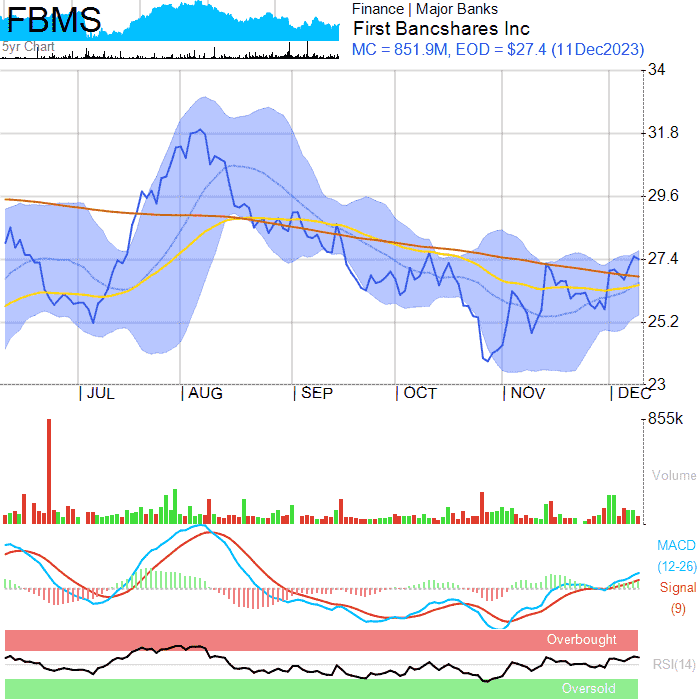 FBMS
5yr Chart
Finance | Major Banks
First Bancshares Inc
MC = 851.9M, EOD = $27.4 (11Dec2023)
34
31.8
29.6
27.4
25.2
23
JUL
AUG
SEP
OCT
NOV
DEC
855k
Volume
MACD
(12-26)
Signal
(9)
Overbought
RSI(14)
Oversold